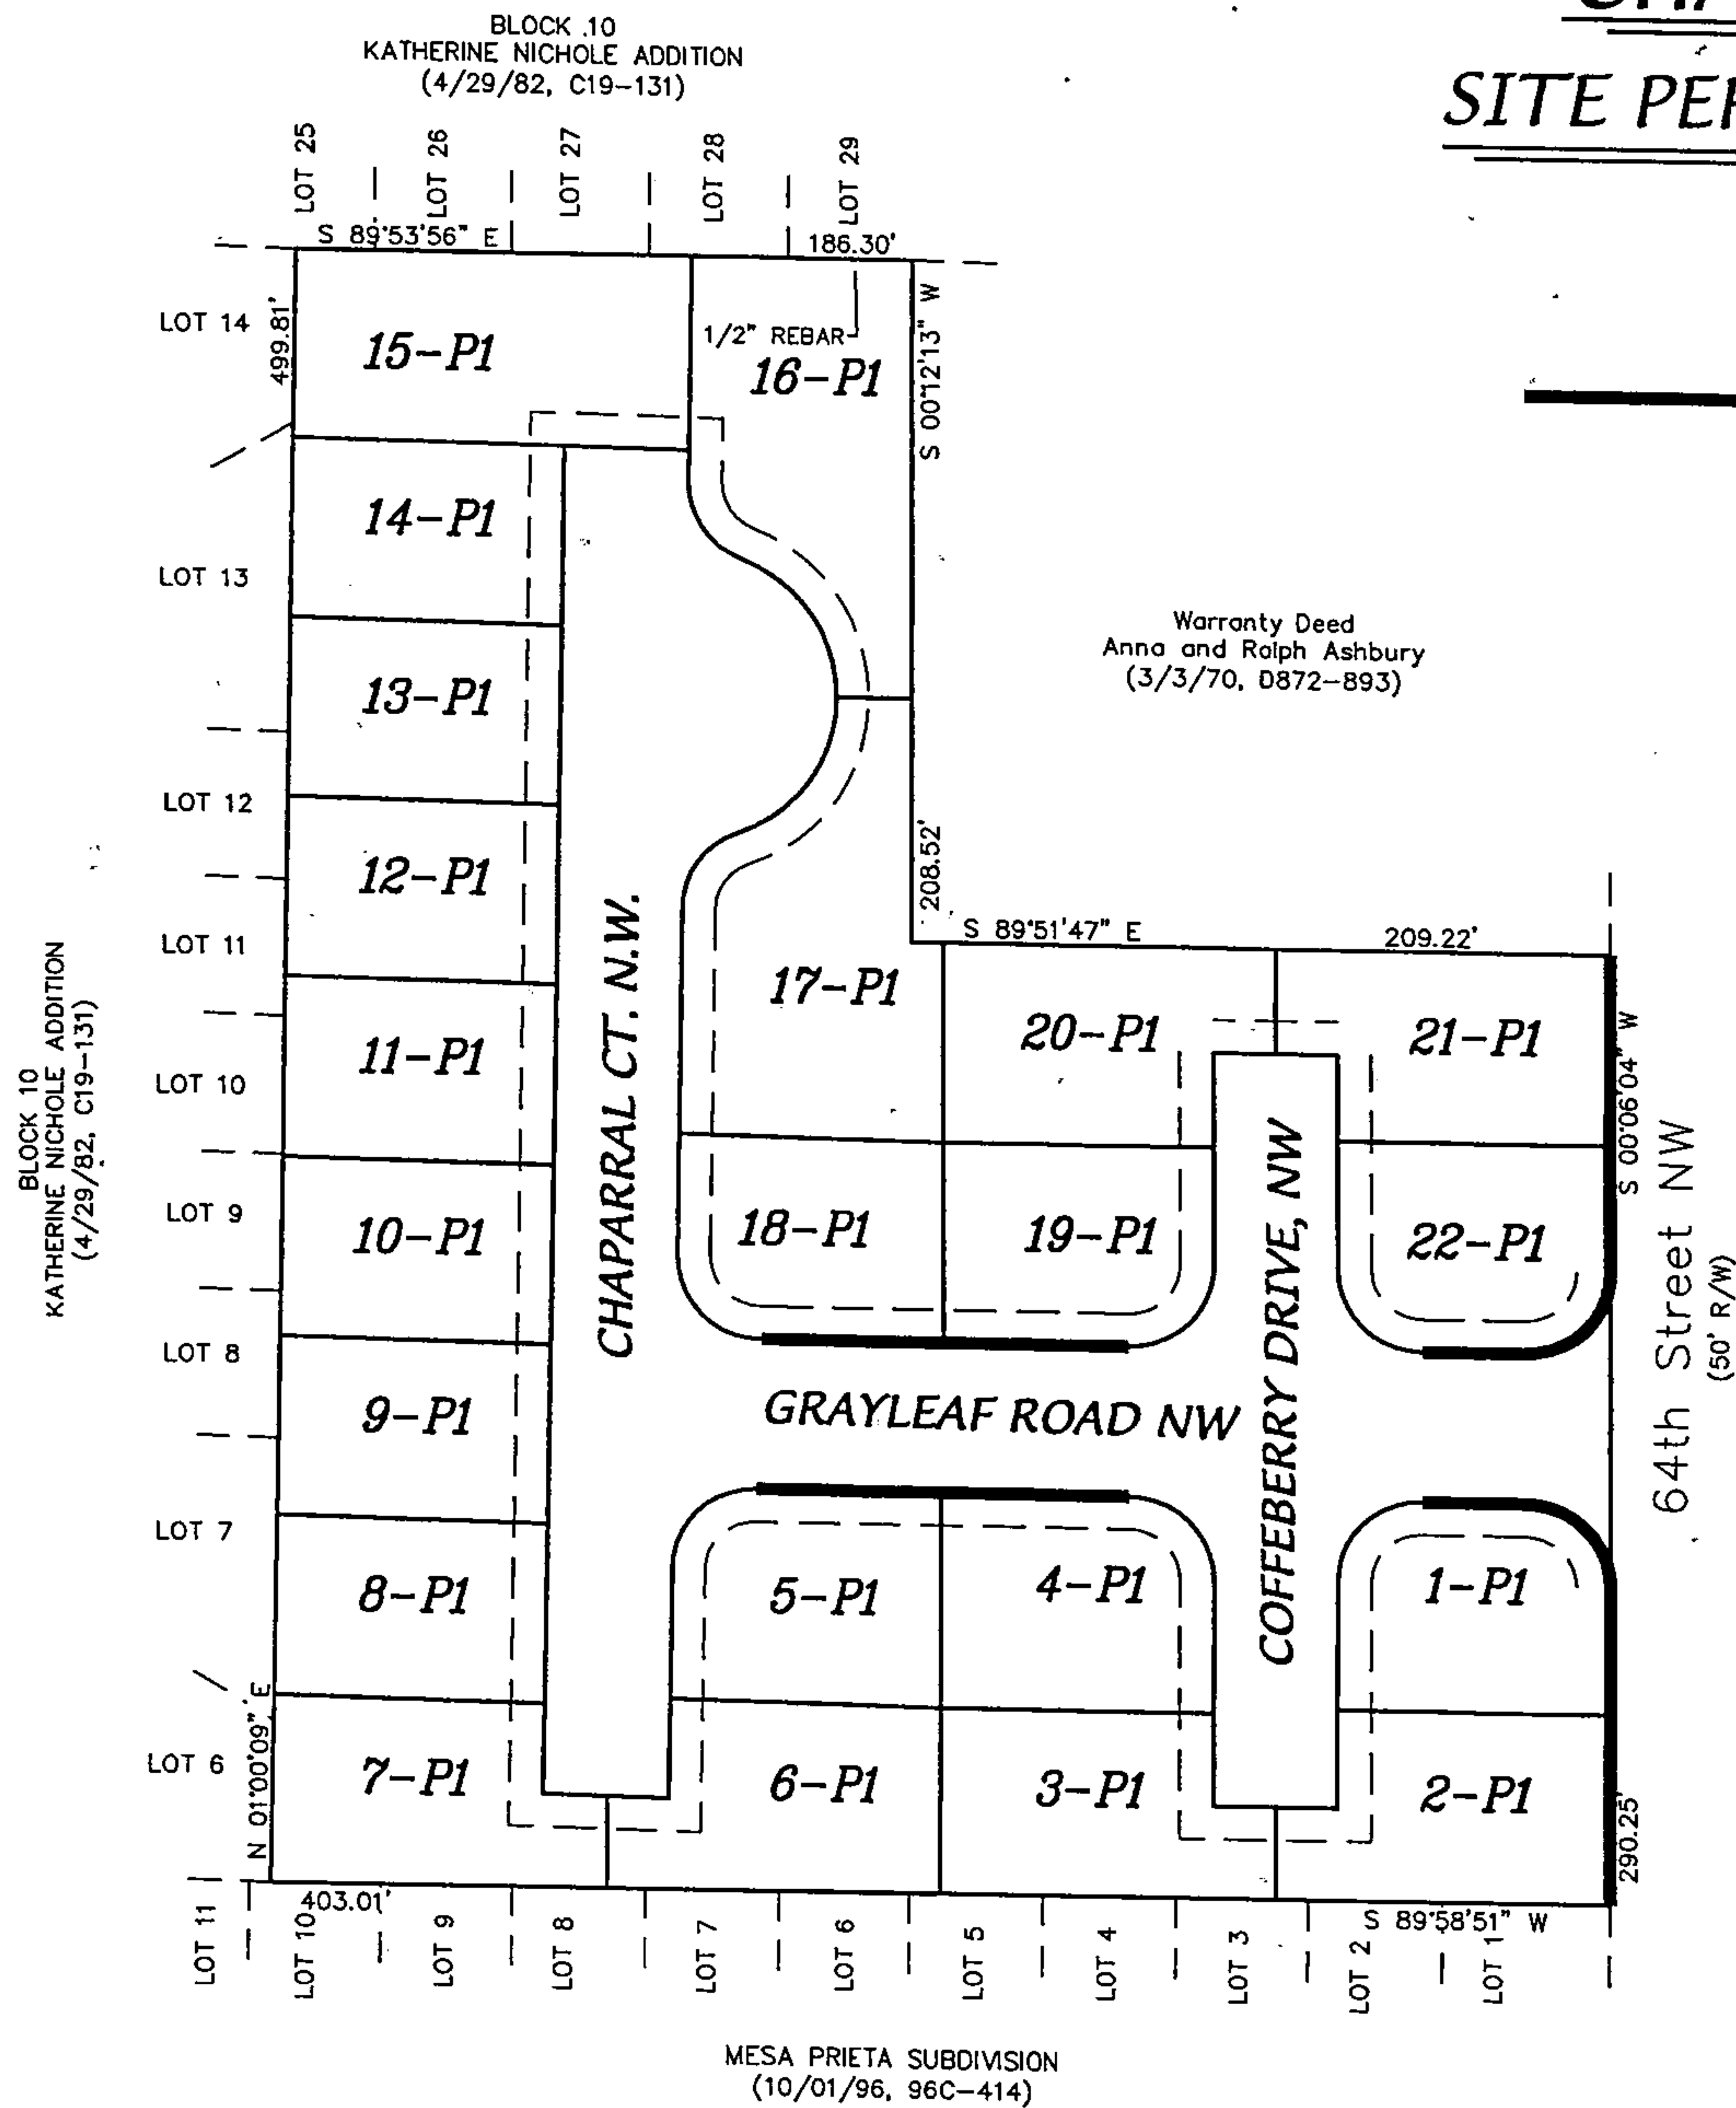 BLOCK .10
KATHERINE NICHOLE ADDITION
(4/29/82, C19-131)
SITE
LOT 25
LOT 26
LOT 27
LOT 28
LOT 29
S 89°53'56" E
186.30'
LOT 14
499.81'
15-P1
1/2" REBAR
16-P1
S 00°12'13" W
14-P1
LOT 13
Warranty Deed
Anna and Ralph Ashbury
(3/3/70, D872-893)
13-P1
LOT 12
12-P1
208.52'
LOT 11
S 89°51'47" E
209.22'
BLOCK 10
KATHERINE NICHOLE ADDITION
(4/29/82, C19-131)
CHAPARRAL CT. N.W.
17-P1
20-P1
21-P1
S 00°06'04" W
11-P1
LOT 10
10-P1
LOT 9
18-P1
19-P1
COFFEBERRY DRIVE, NW
22-P1
64th Street NW
(50' R/W)
LOT 8
9-P1
GRAYLEAF ROAD NW
LOT 7
8-P1
5-P1
4-P1
1-P1
N 01°00'09" E
LOT 6
7-P1
6-P1
3-P1
2-P1
290.25'
403.01'
S 89°58'51" W
LOT 11
LOT 10
LOT 9
LOT 8
LOT 7
LOT 6
LOT 5
LOT 4
LOT 3
LOT 2
LOT 1
MESA PRIETA SUBDIVISION
(10/01/96, 96C-414)